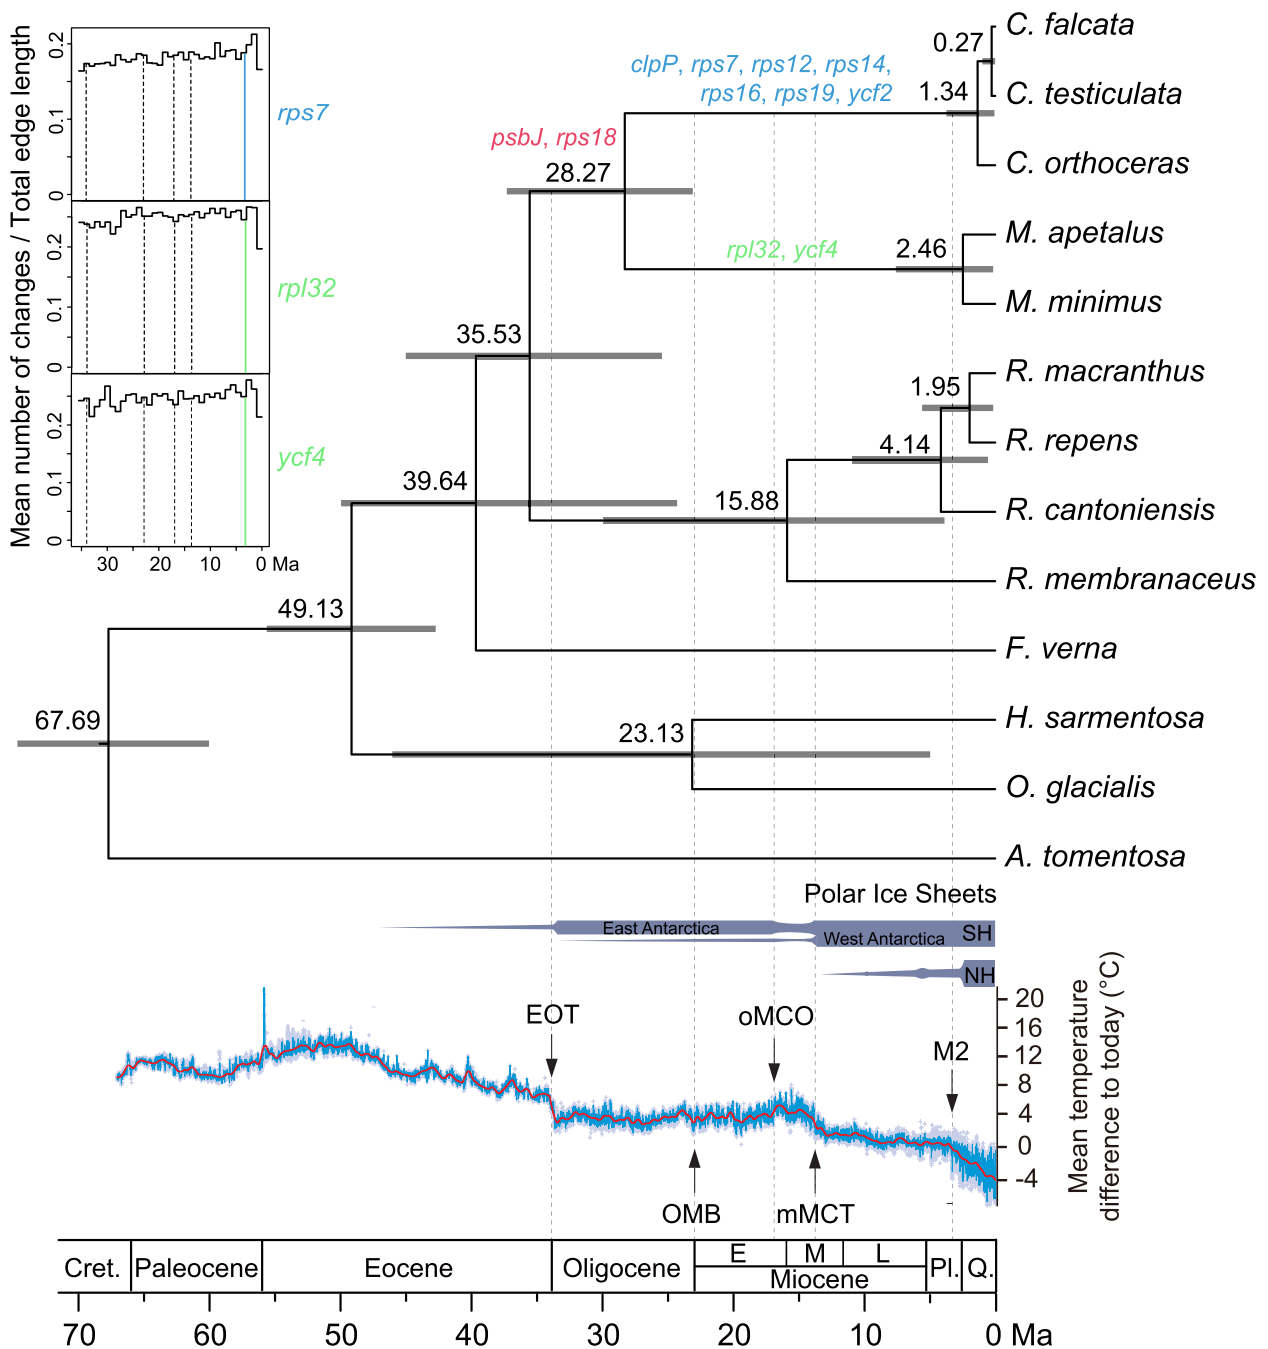 Mean number of changes / Total edge length
0.2
0.1
0
rps7
0.2
0.1
0
rpl32
0.2
0.1
0
ycf4
30 20 10 0 Ma
clpP, rps7, rps12, rps14,
rps16, rps19, ycf2
psbJ, rps18
rpl32, ycf4
0.27
1.34
28.27
2.46
35.53
1.95
4.14
39.64
15.88
49.13
67.69
23.13
C. falcata
C. testiculata
C. orthoceras
M. apetalus
M. minimus
R. macranthus
R. repens
R. cantoniensis
R. membranaceus
F. verna
H. sarmentosa
O. glacialis
A. tomentosa
Polar Ice Sheets
East Antarctica
West Antarctica
SH
NH
EOT
oMCO
M2
OMB
mMCT
20
16
12
8
4
0
-4
Mean temperature
difference to today (°C)
Cret. Paleocene Eocene Oligocene E M L Pl. Q.
Miocene
70 60 50 40 30 20 10 0 Ma